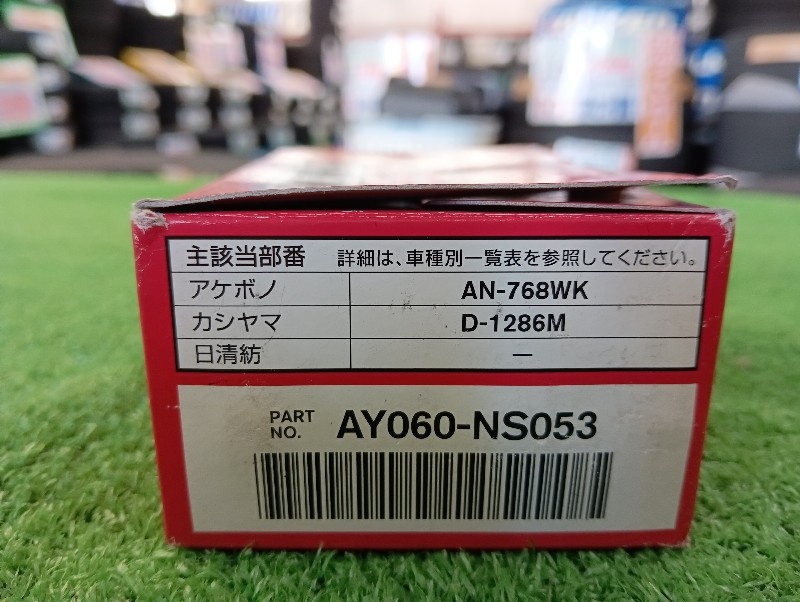 主該当部番 詳細は、車種別一覧表を参照してください。
アケボノ AN-768WK
カシヤマ D-1286M
日清紡 —
PART NO. AY060-NS053